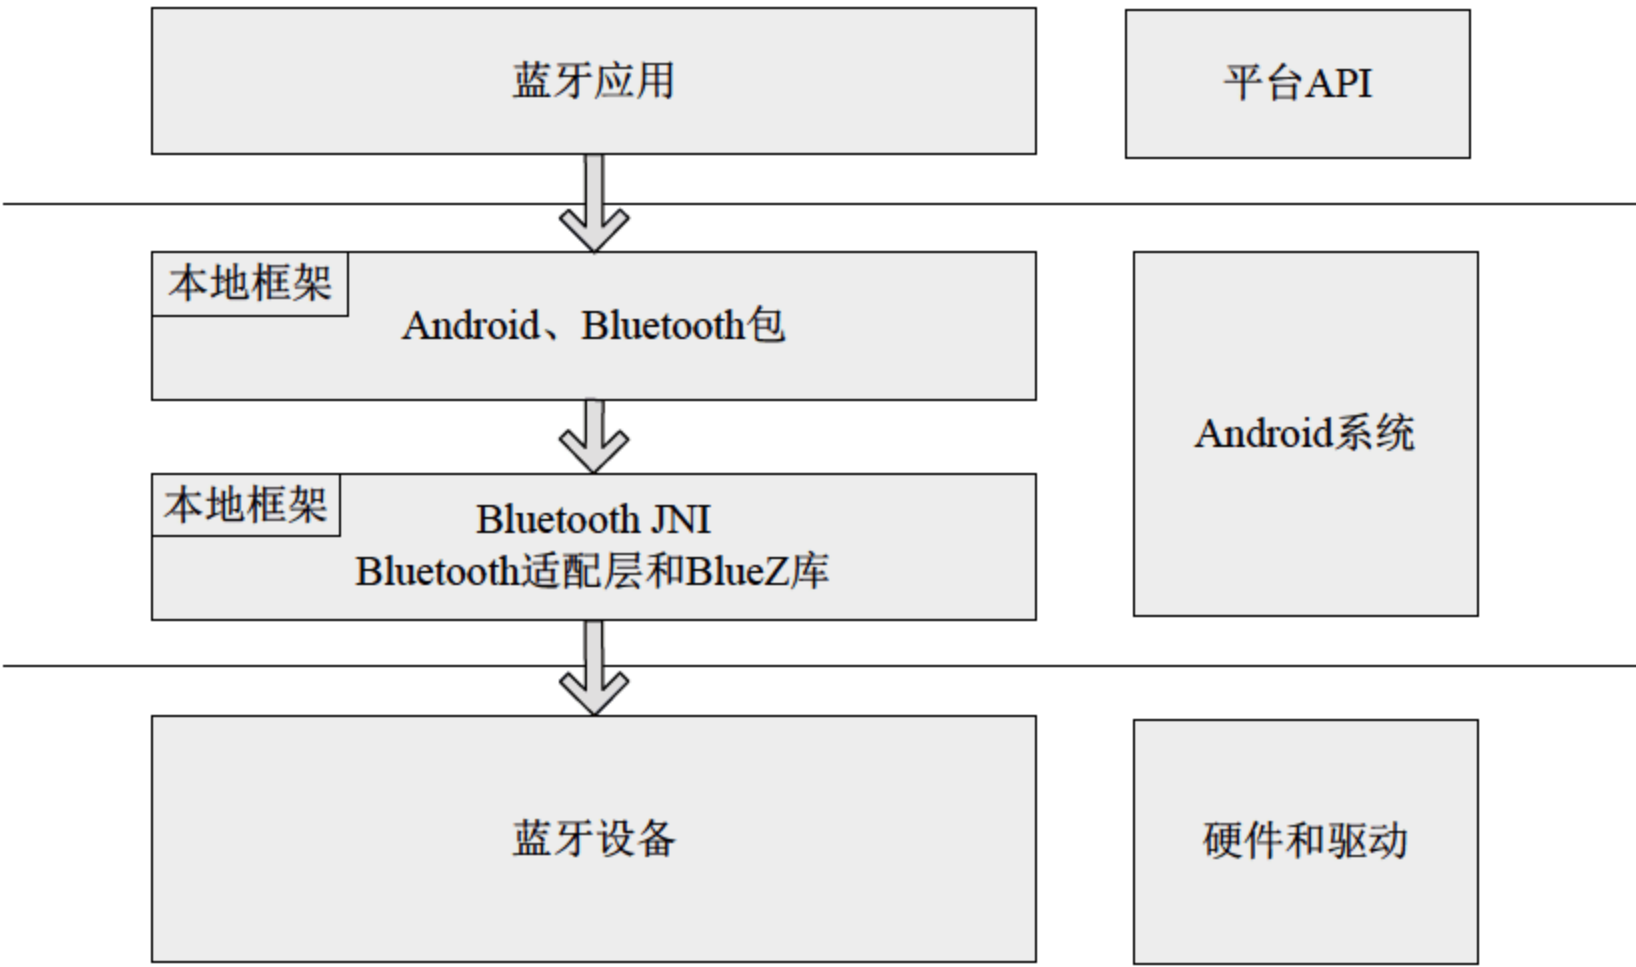 蓝牙应用
平台API
本地框架
Android、Bluetooth包
Android系统
本地框架
Bluetooth JNI
Bluetooth适配层和BlueZ库
蓝牙设备
硬件和驱动